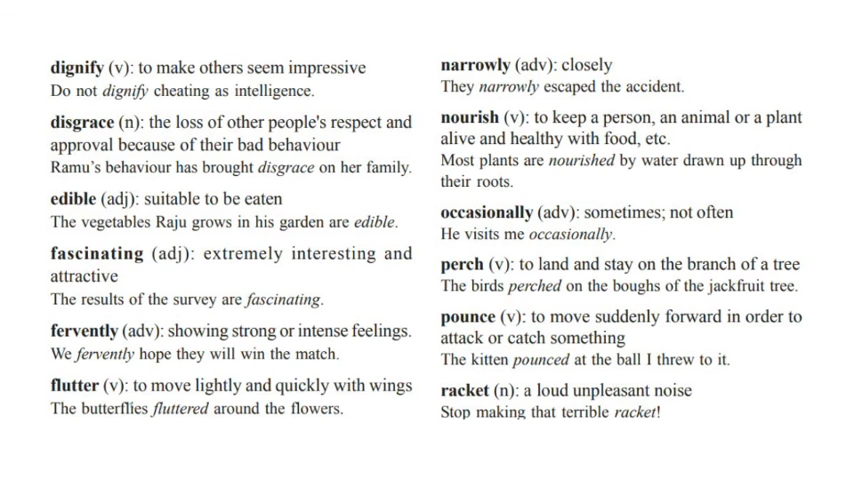 dignify (v): to make others seem impressive
Do not dignify cheating as intelligence.
disgrace (n): the loss of other people's respect and
approval because of their bad behaviour
Ramu's behaviour has brought disgrace on her family.
edible (adj): suitable to be eaten
The vegetables Raju grows in his garden are edible.
fascinating (adj): extremely interesting and
attractive
The results of the survey are fascinating.
fervently (adv): showing strong or intense feelings.
We fervently hope they will win the match.
flutter (v): to move lightly and quickly with wings
The butterflies fluttered around the flowers.
narrowly (adv): closely
They narrowly escaped the accident.
nourish (v): to keep a person, an animal or a plant
alive and healthy with food, etc.
Most plants are nourished by water drawn up through
their roots.
occasionally (adv): sometimes; not often
He visits me occasionally.
perch (v): to land and stay on the branch of a tree
The birds perched on the boughs of the jackfruit tree.
pounce (v): to move suddenly forward in order to
attack or catch something
The kitten pounced at the ball I threw to it.
racket (n): a loud unpleasant noise
Stop making that terrible racket!